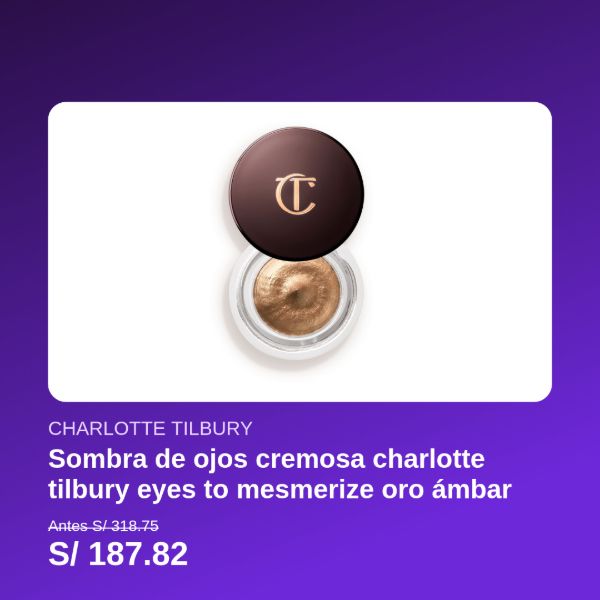 CHARLOTTE TILBURY
Sombra de ojos cremosa charlotte
tilbury eyes to mesmerize oro ámbar
Antes S/ 318.75
S/ 187.82